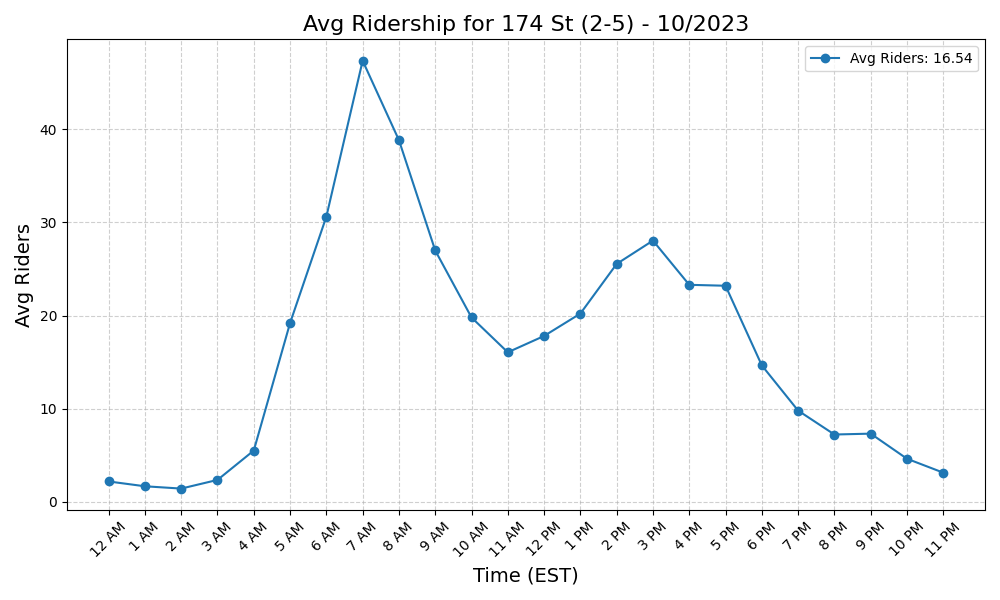 Avg Ridership for 174 St (2-5) - 10/2023
Avg Riders: 16.54
Avg Riders
40
30
20
10
0
12 AM 1 AM 2 AM 3 AM 4 AM 5 AM 6 AM 7 AM 8 AM 9 AM 10 AM 11 AM 12 PM 1 PM 2 PM 3 PM 4 PM 5 PM 6 PM 7 PM 8 PM 9 PM 10 PM 11 PM
Time (EST)